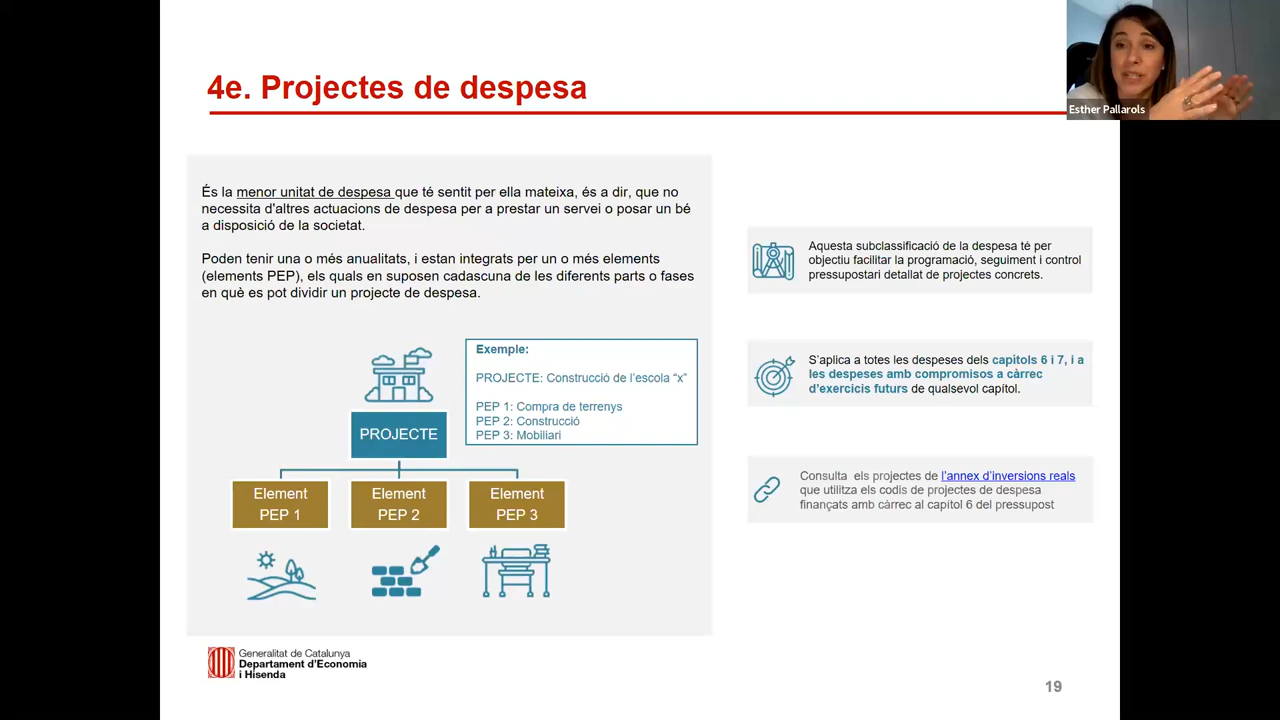 4e. Projectes de despesa
Esther Pallarols
És la menor unitat de despesa que té sentit per ella mateixa, és a dir, que no
necessita d'altres actuacions de despesa per a prestar un servei o posar un bé
a disposició de la societat.
Poden tenir una o més anualitats, i estan integrats per un o més elements
(elements PEP), els quals en suposen cadascuna de les diferents parts o fases
en què es pot dividir un projecte de despesa.
Exemple:
PROJECTE: Construcció de l'escola “x”
PEP 1: Compra de terrenys
PEP 2: Construcció
PEP 3: Mobiliari
PROJECTE
Element
PEP 1
Element
PEP 2
Element
PEP 3
Aquesta subclassificació de la despesa té per
objectiu facilitar la programació, seguiment i control
pressupostari detallat de projectes concrets.
S’aplica a totes les despeses dels capítols 6 i 7, i a
les despeses amb compromisos a càrrec
d’exercicis futurs de qualsevol capítol.
Consulta els projectes de l’annex d’inversions reals
que utilitza els codis de projectes de despesa
finançats amb càrrec al capítol 6 del pressupost
Generalitat de Catalunya
Departament d’Economia
i Hisenda
19